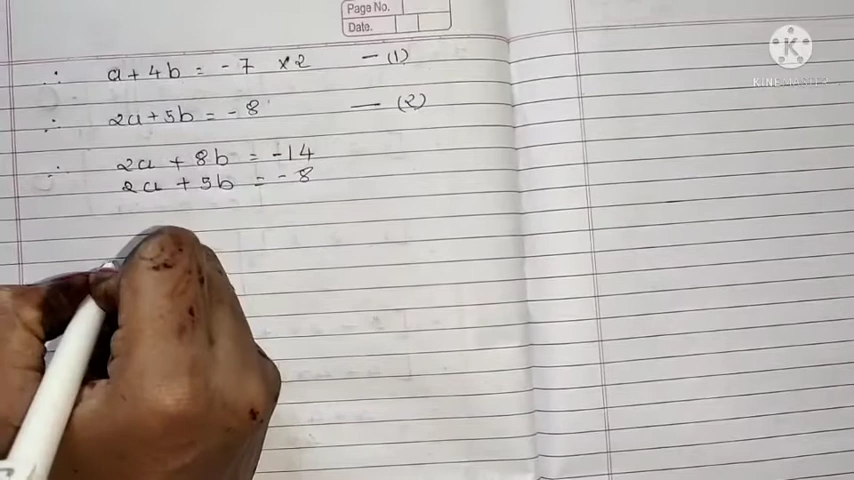 Page No.
Date.
∴ a + 4b = -7 ×2 — (1)
∴ 2a + 5b = -8 — (2)
∴ 2a + 8b = -14
2a + 5b = -8
K
KINEMASTER